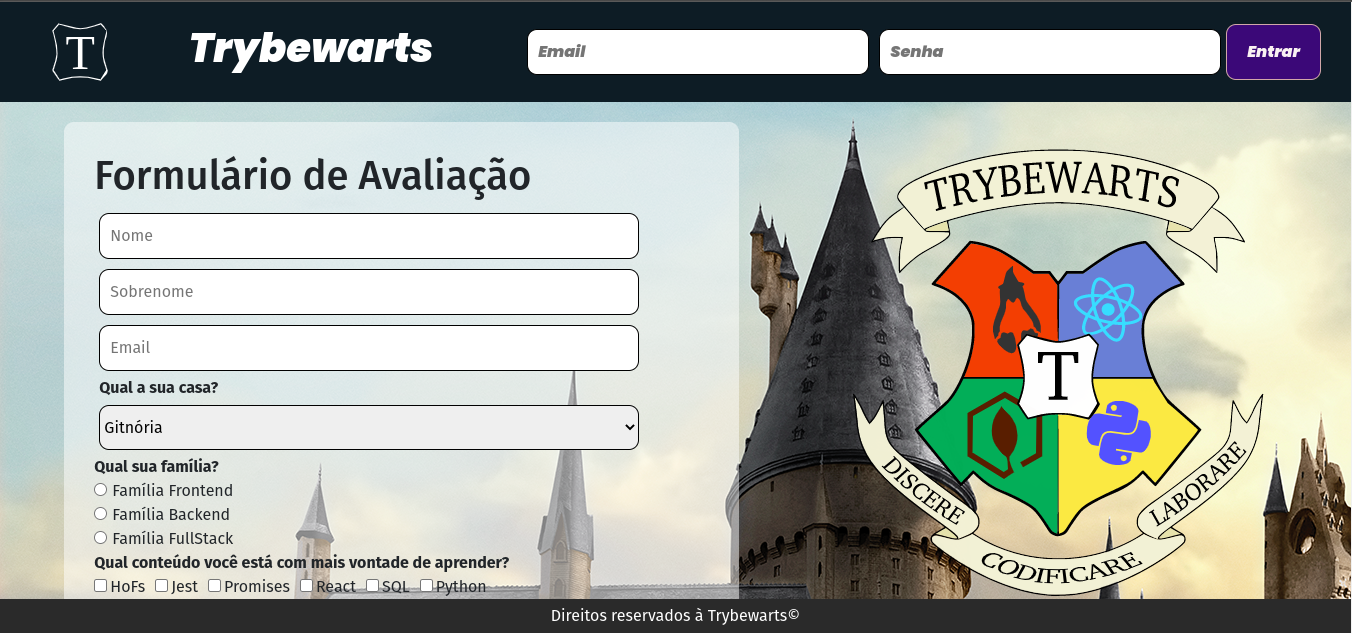 T
Trybewarts
Email
Senha
Entrar
Formulário de Avaliação
Nome
Sobrenome
Email
Qual a sua casa?
Gitnória
Qual sua família?
Família Frontend
Família Backend
Família FullStack
Qual conteúdo você está com mais vontade de aprender?
HoFs Jest Promises React SQL Python
TRYBEWARTS
T
DISCERE
CODIFICARE
LABORARE
Direitos reservados à Trybewarts©